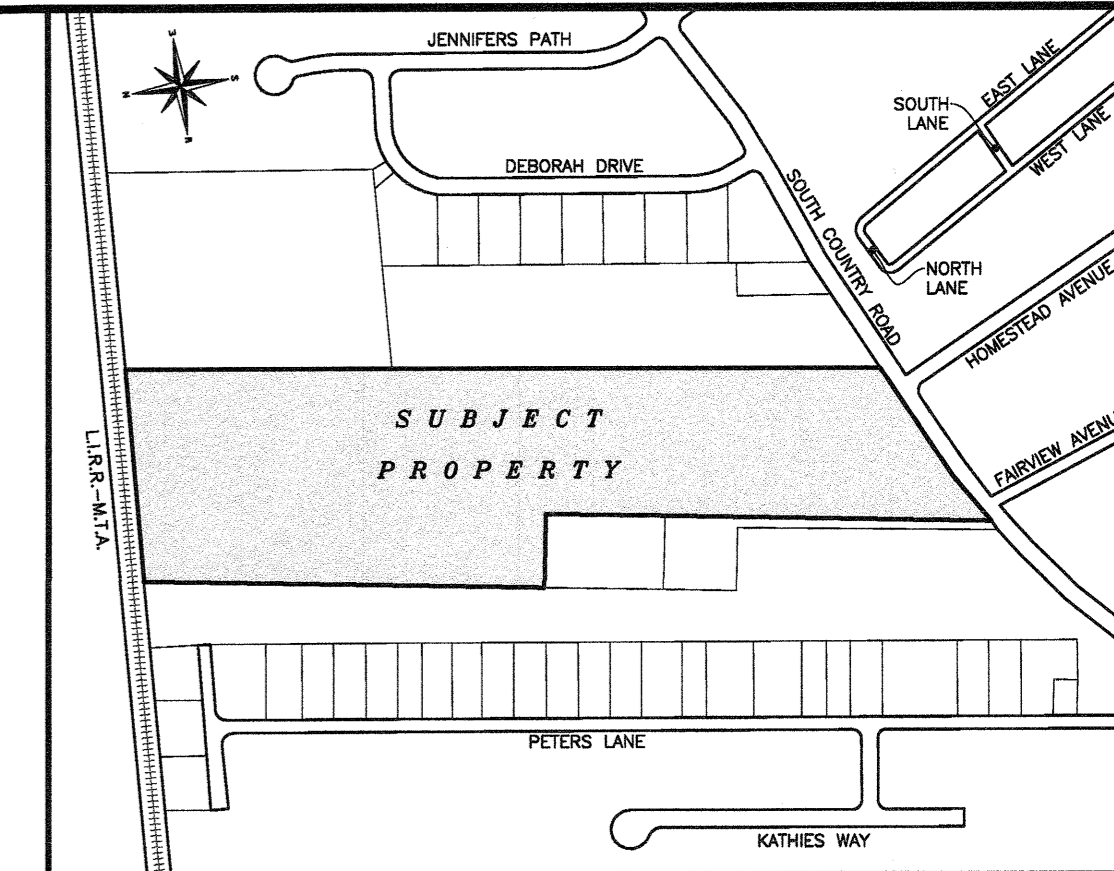 JENNIFERS PATH
E
S
N
W
SOUTH
LANE
EAST LANE
WEST LANE
DEBORAH DRIVE
SOUTH COUNTRY ROAD
NORTH
LANE
HOMESTEAD AVENUE
SUBJECT
PROPERTY
FAIRVIEW AVENU
L.I.R.R.-M.T.A.
PETERS LANE
KATHIES WAY